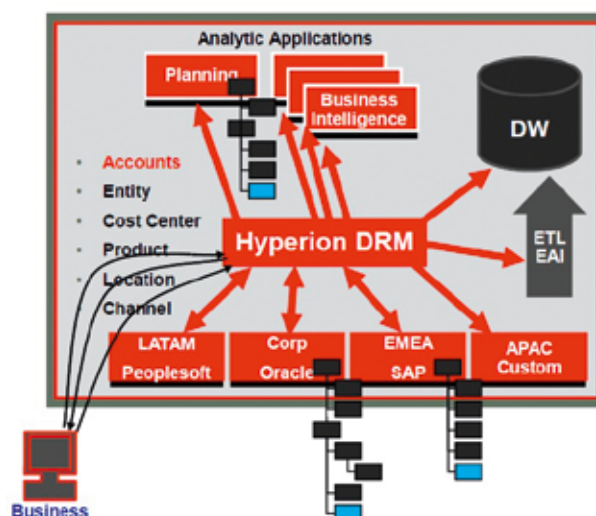 Analytic Applications
Planning
Business
Intelligence
DW
Accounts
Entity
Cost Center
Product
Location
Channel
Hyperion DRM
ETL
EAI
LATAM
Peoplesoft
Corp
Oracle
EMEA
SAP
APAC
Custom
Business